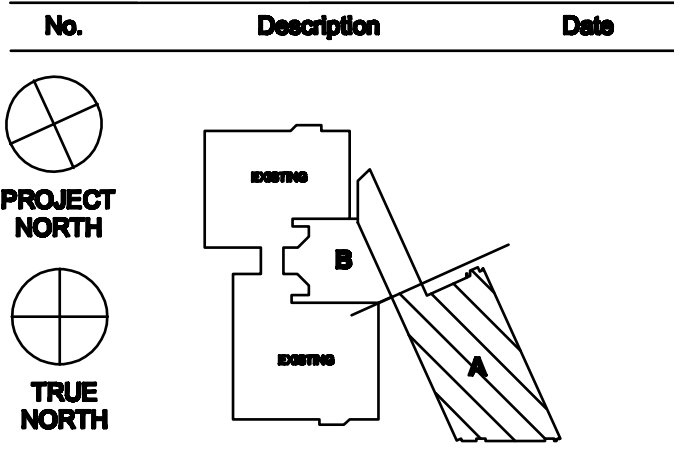 No. Description Date
EXISTING
PROJECT
NORTH
B
EXISTING
A
TRUE
NORTH